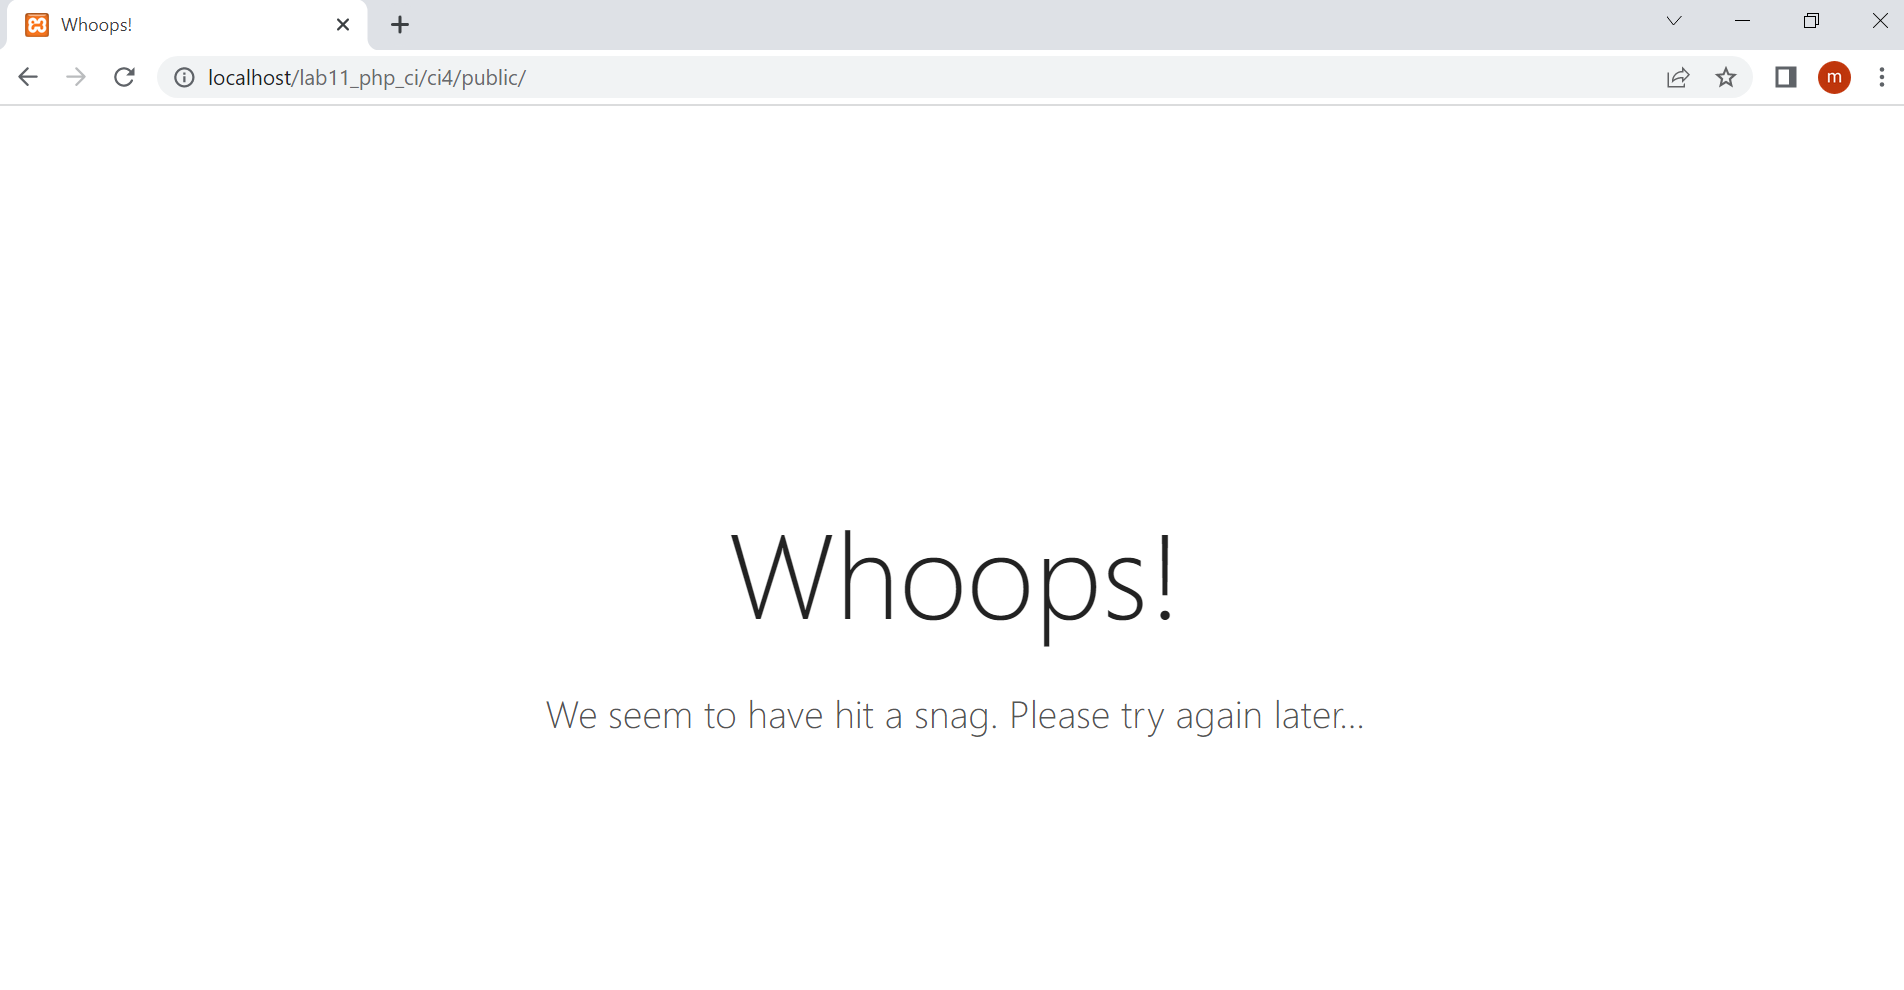 Whoops!
localhost/lab11_php_ci/ci4/public/
m
Whoops!
We seem to have hit a snag. Please try again later...